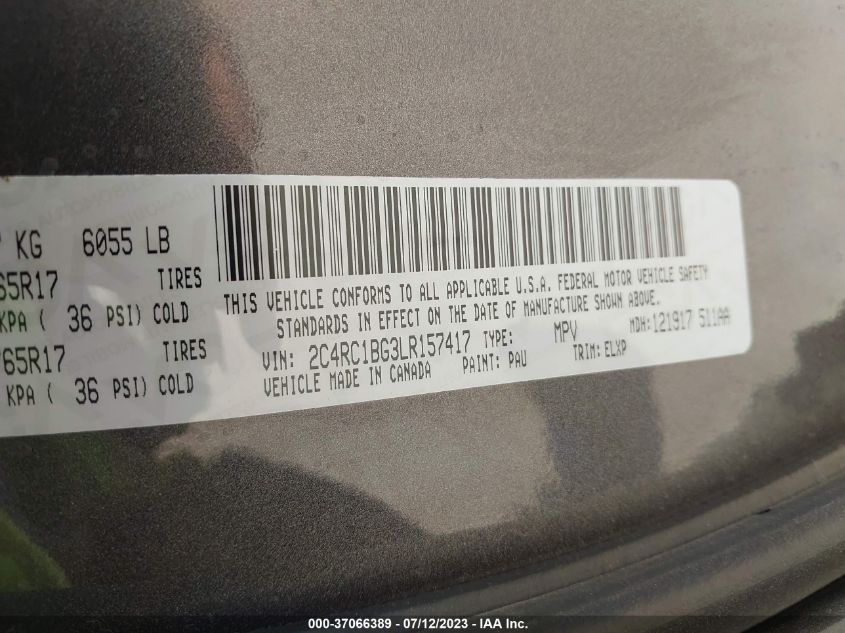 KG 6055 LB
65R17 TIRES
KPA ( 36 PSI) COLD
65R17 TIRES
KPA ( 36 PSI) COLD
THIS VEHICLE CONFORMS TO ALL APPLICABLE U.S.A. FEDERAL MOTOR VEHICLE SAFETY
STANDARDS IN EFFECT ON THE DATE OF MANUFACTURE SHOWN ABOVE.
VIN: 2C4RC1BG3LR157417 TYPE: MPV MDH: 121917 511AA
VEHICLE MADE IN CANADA PAINT: PAU TRIM: ELXP
000-37066389 - 07/12/2023 - IAA Inc.